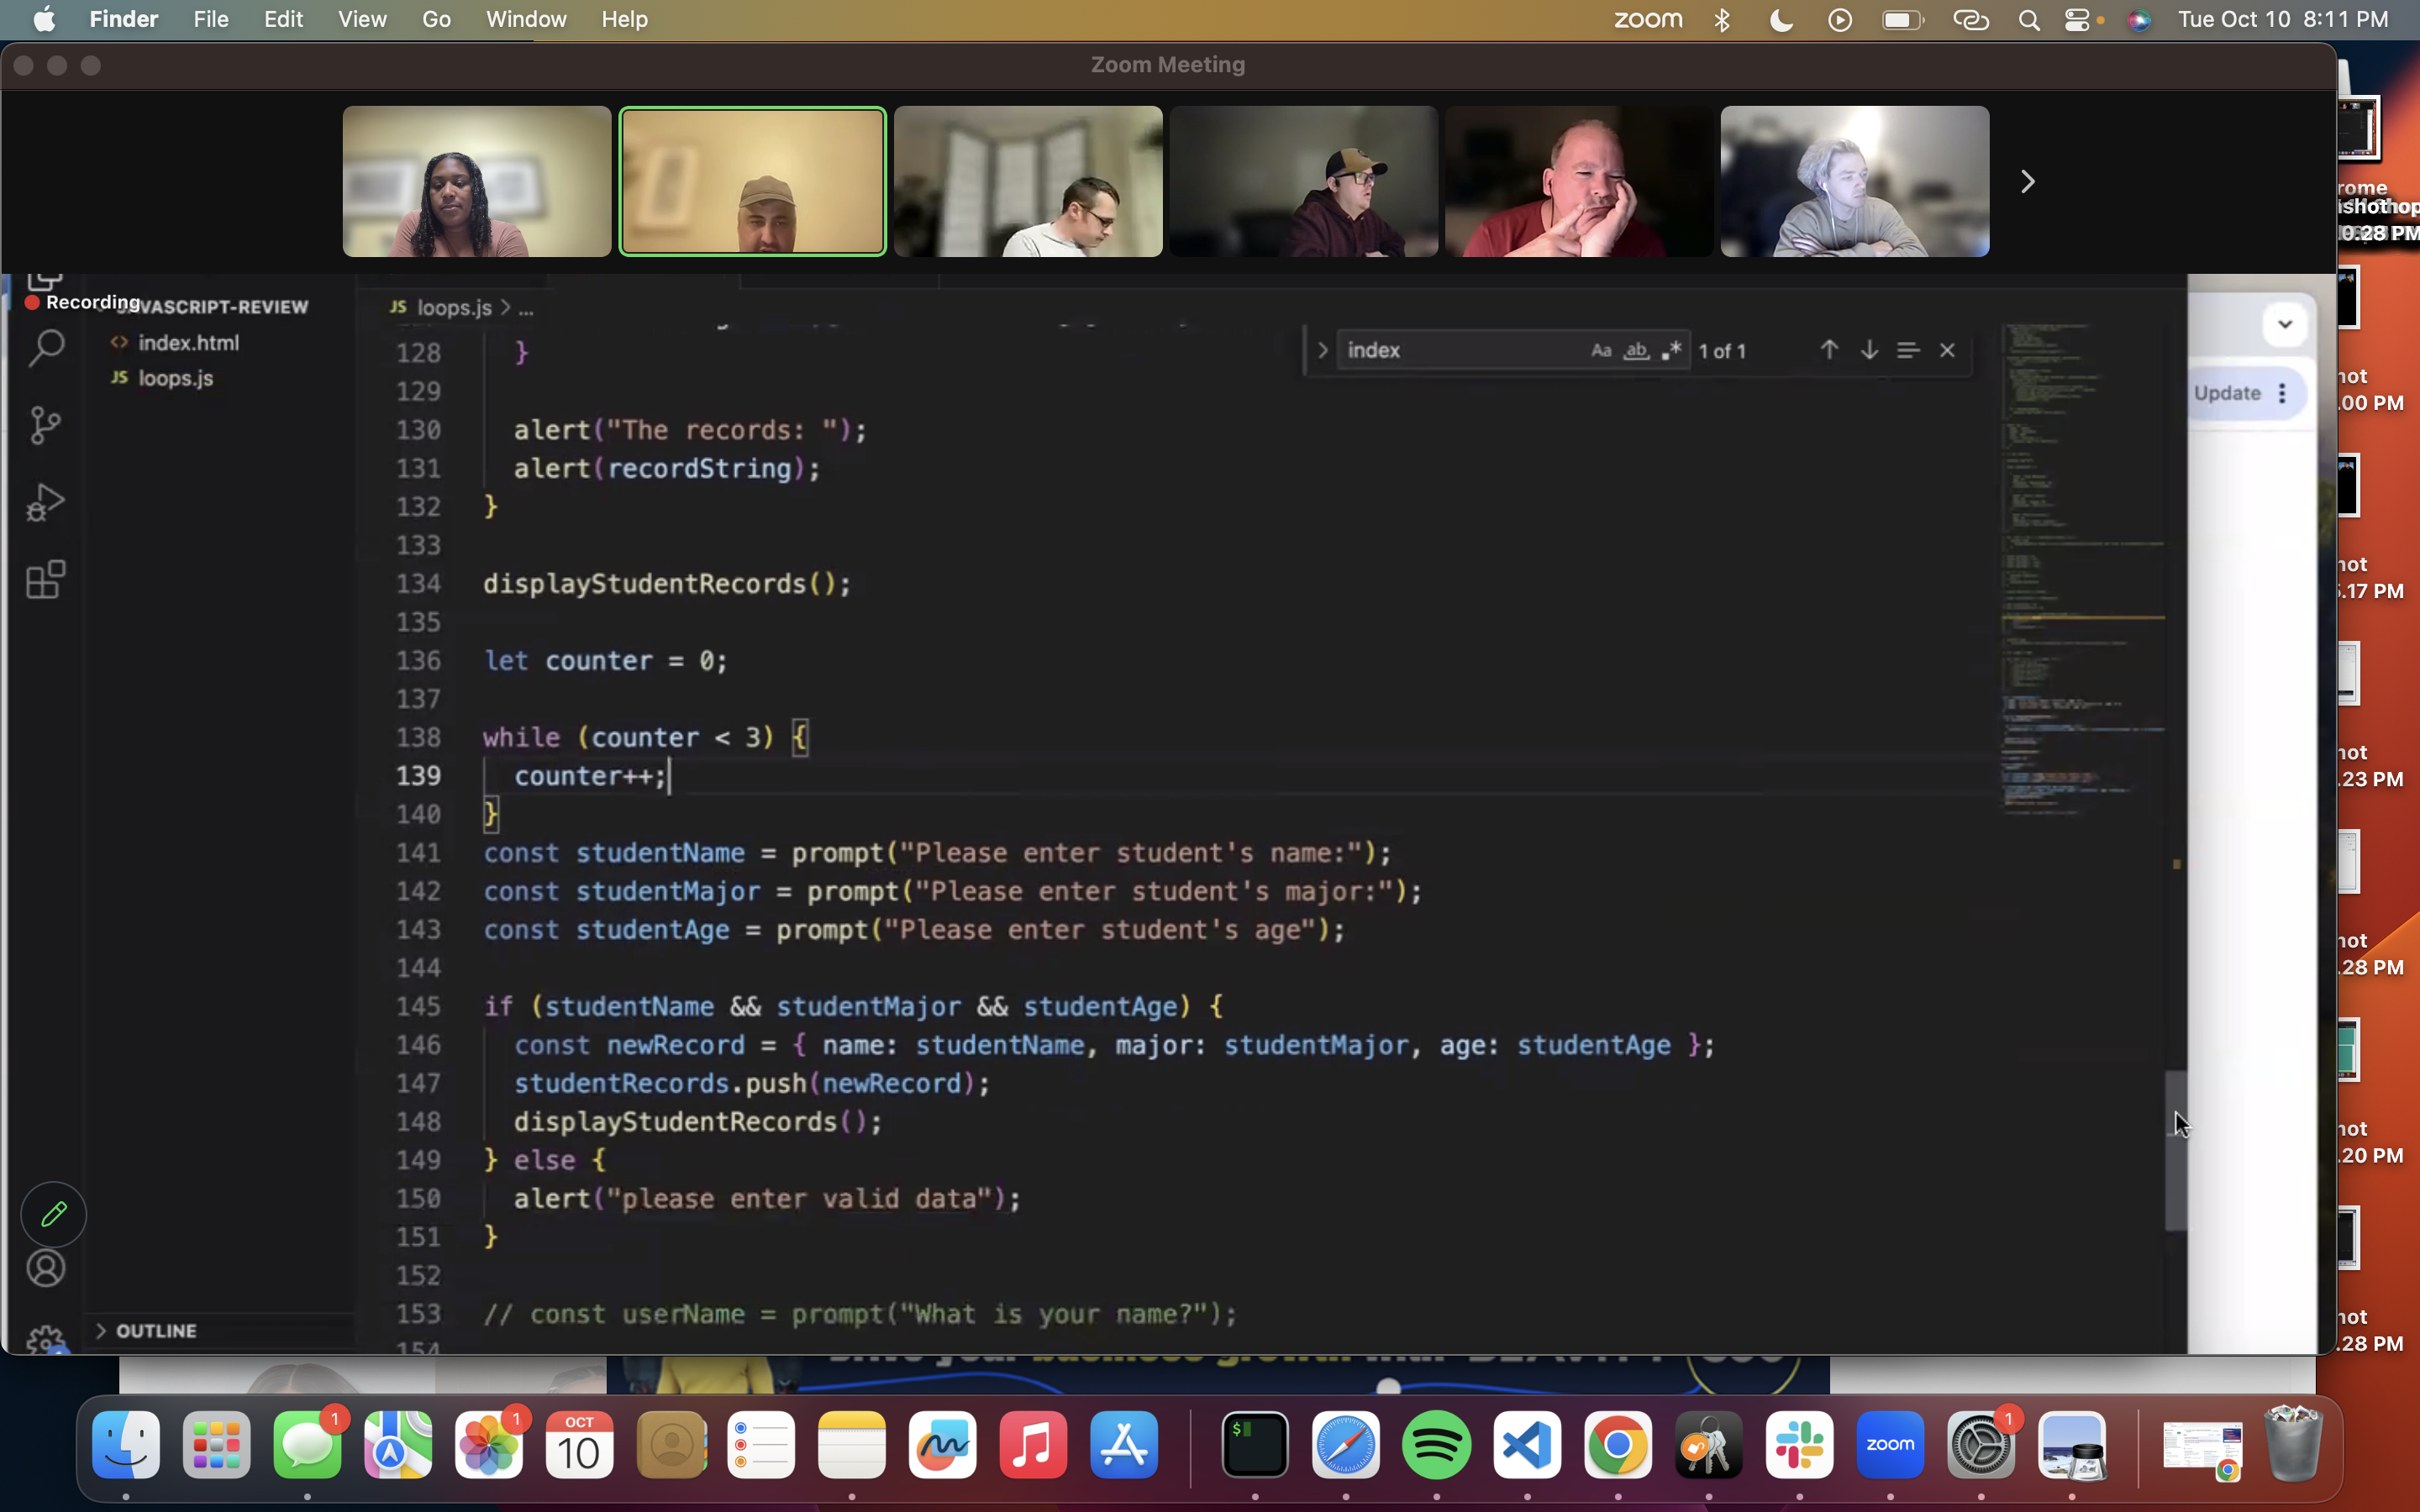 Finder File Edit View Go Window Help zoom Tue Oct 10 8:11 PM
Zoom Meeting
Recording
JAVASCRIPT-REVIEW
index.html
loops.js
JS loops.js > ...
index Aa ab 1 of 1
Update
128 }
129
130 alert("The records: ");
131 alert(recordString);
132 }
133
134 displayStudentRecords();
135
136 let counter = 0;
137
138 while (counter < 3) {
139 counter++;
140 }
141 const studentName = prompt("Please enter student's name:");
142 const studentMajor = prompt("Please enter student's major:");
143 const studentAge = prompt("Please enter student's age");
144
145 if (studentName && studentMajor && studentAge) {
146 const newRecord = { name: studentName, major: studentMajor, age: studentAge };
147 studentRecords.push(newRecord);
148 displayStudentRecords();
149 } else {
150 alert("please enter valid data");
151 }
152
153 // const userName = prompt("What is your name?");
154
OUTLINE
rome
0.28 PM
.00 PM
.17 PM
.23 PM
.28 PM
.20 PM
.28 PM
1
1
OCT
10
$
zoom
1